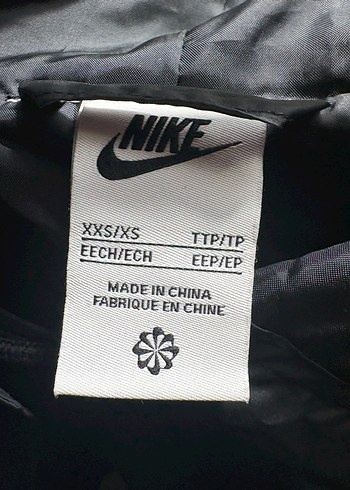 NIKE
XXS/XS TTP/TP
EECH/ECH EEP/EP
MADE IN CHINA
FABRIQUE EN CHINE